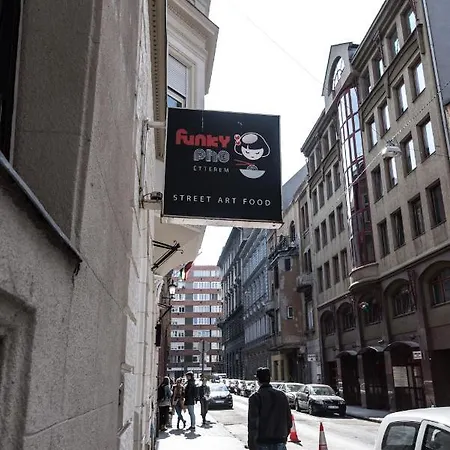 Funky
PHO
ÉTTEREM
STREET ART FOOD